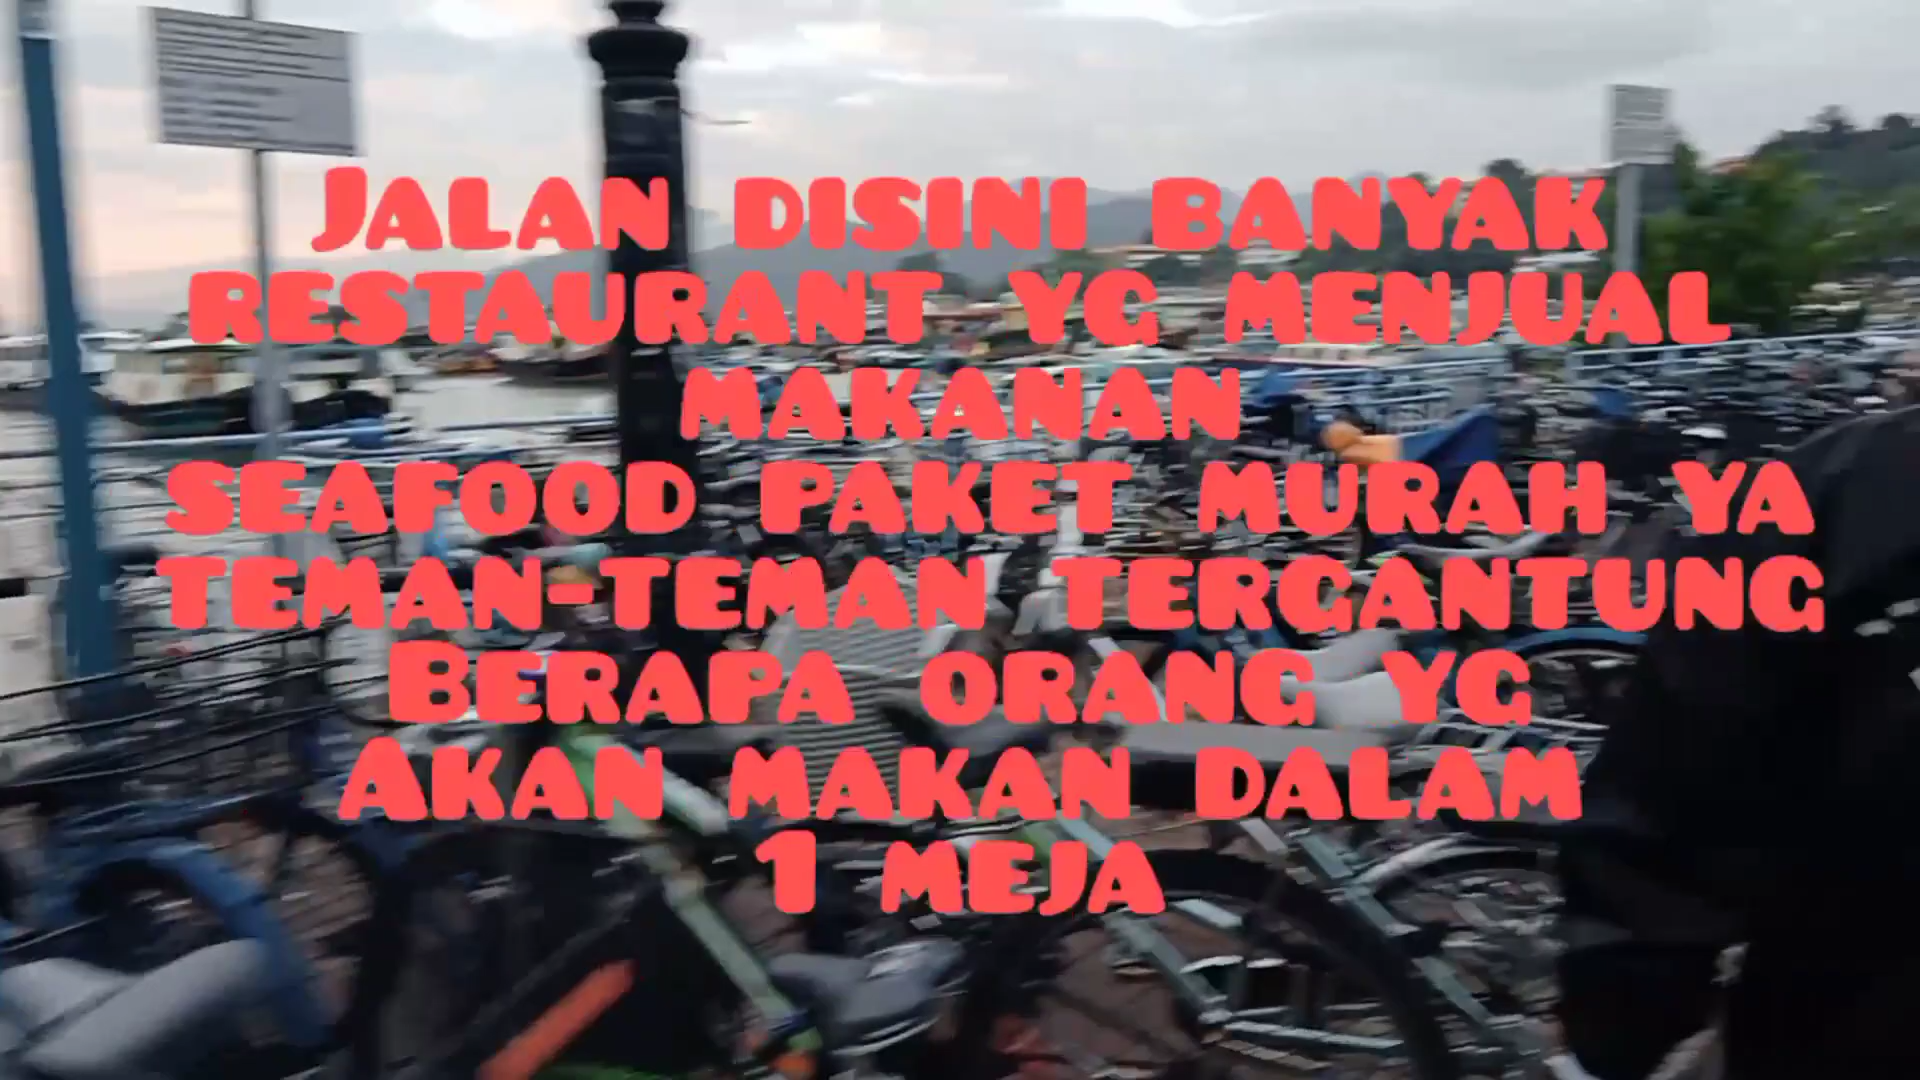 Jalan disini banyak
restaurant yg menjual
makanan
seafood paket murah ya
teman-teman tergantung
Berapa orang yg
Akan makan dalam
1 meja